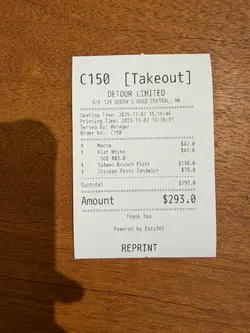 C150 [Takeout]
DETOUR LIMITED
G/F 129 QUEEN'S ROAD CENTRAL, HK
Seating Time: 2025-11-02 15:16:46
Printing Time: 2025-11-02 15:18:51
Served By: Manager
Order No.: C150
1 Mocha $42.0
1 Flat White $43.0
SOE H$3.0
1 Salmon Brunch Plate $130.0
1 Chicken Pesto Sandwich $78.0
Subtotal $293.0
Amount $293.0
Thank You
Powered by Eats365
REPRINT